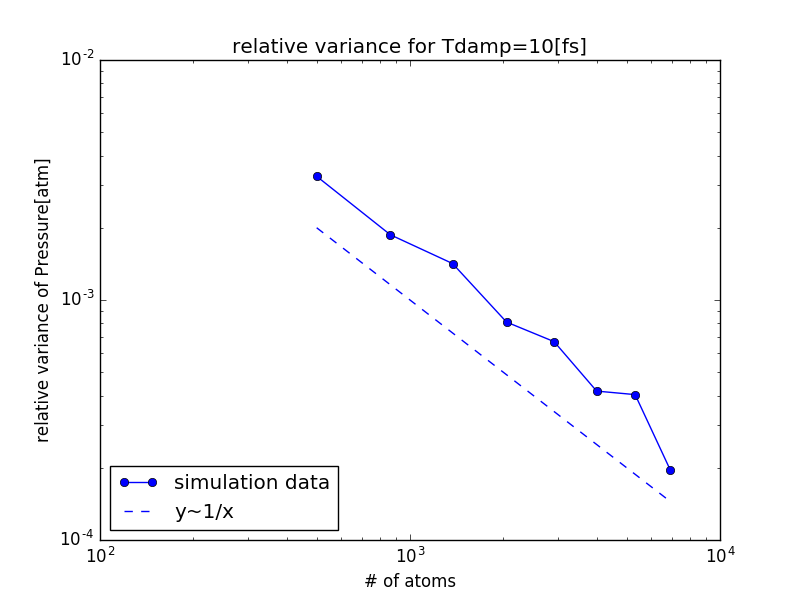 relative variance for Tdamp=10[fs]
10^-2
10^-3
10^-4
relative variance of Pressure[atm]
simulation data
y~1/x
10^2
10^3
10^4
# of atoms